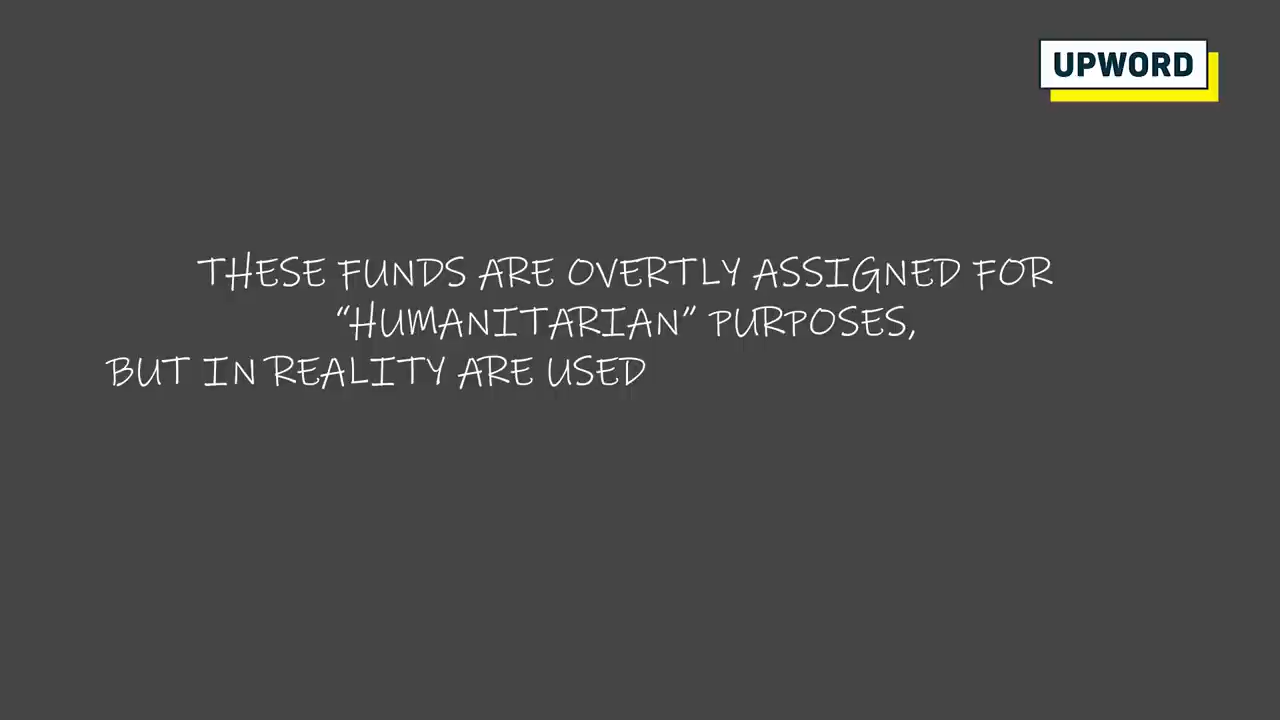 UPWORD
THESE FUNDS ARE OVERTLY ASSIGNED FOR
“HUMANITARIAN” PURPOSES,
BUT IN REALITY ARE USED